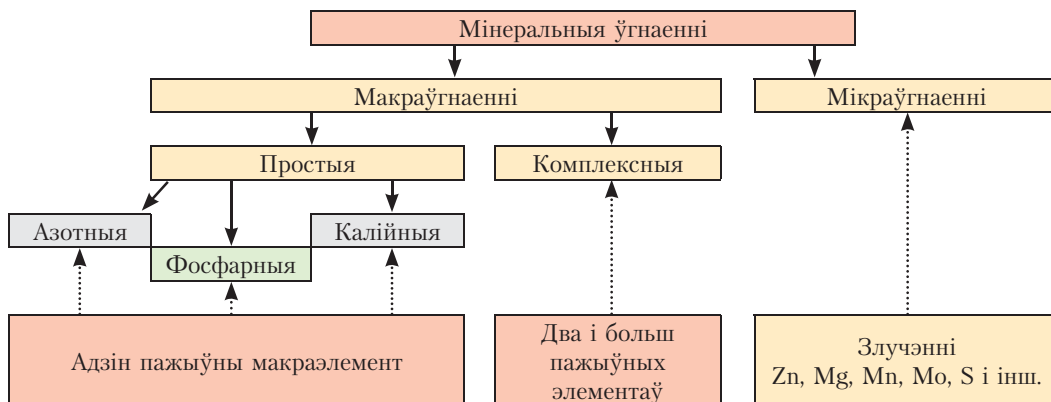 Мінеральныя ўгнаенні
Макраўгнаенні
Мікраўгнаенні
Простыя
Комплексныя
Азотныя
Калійныя
Фосфарныя
Адзін пажыўны макраэлемент
Два і больш
пажыўных
элементаў
Злучэнні
Zn, Mg, Mn, Mo, S і інш.